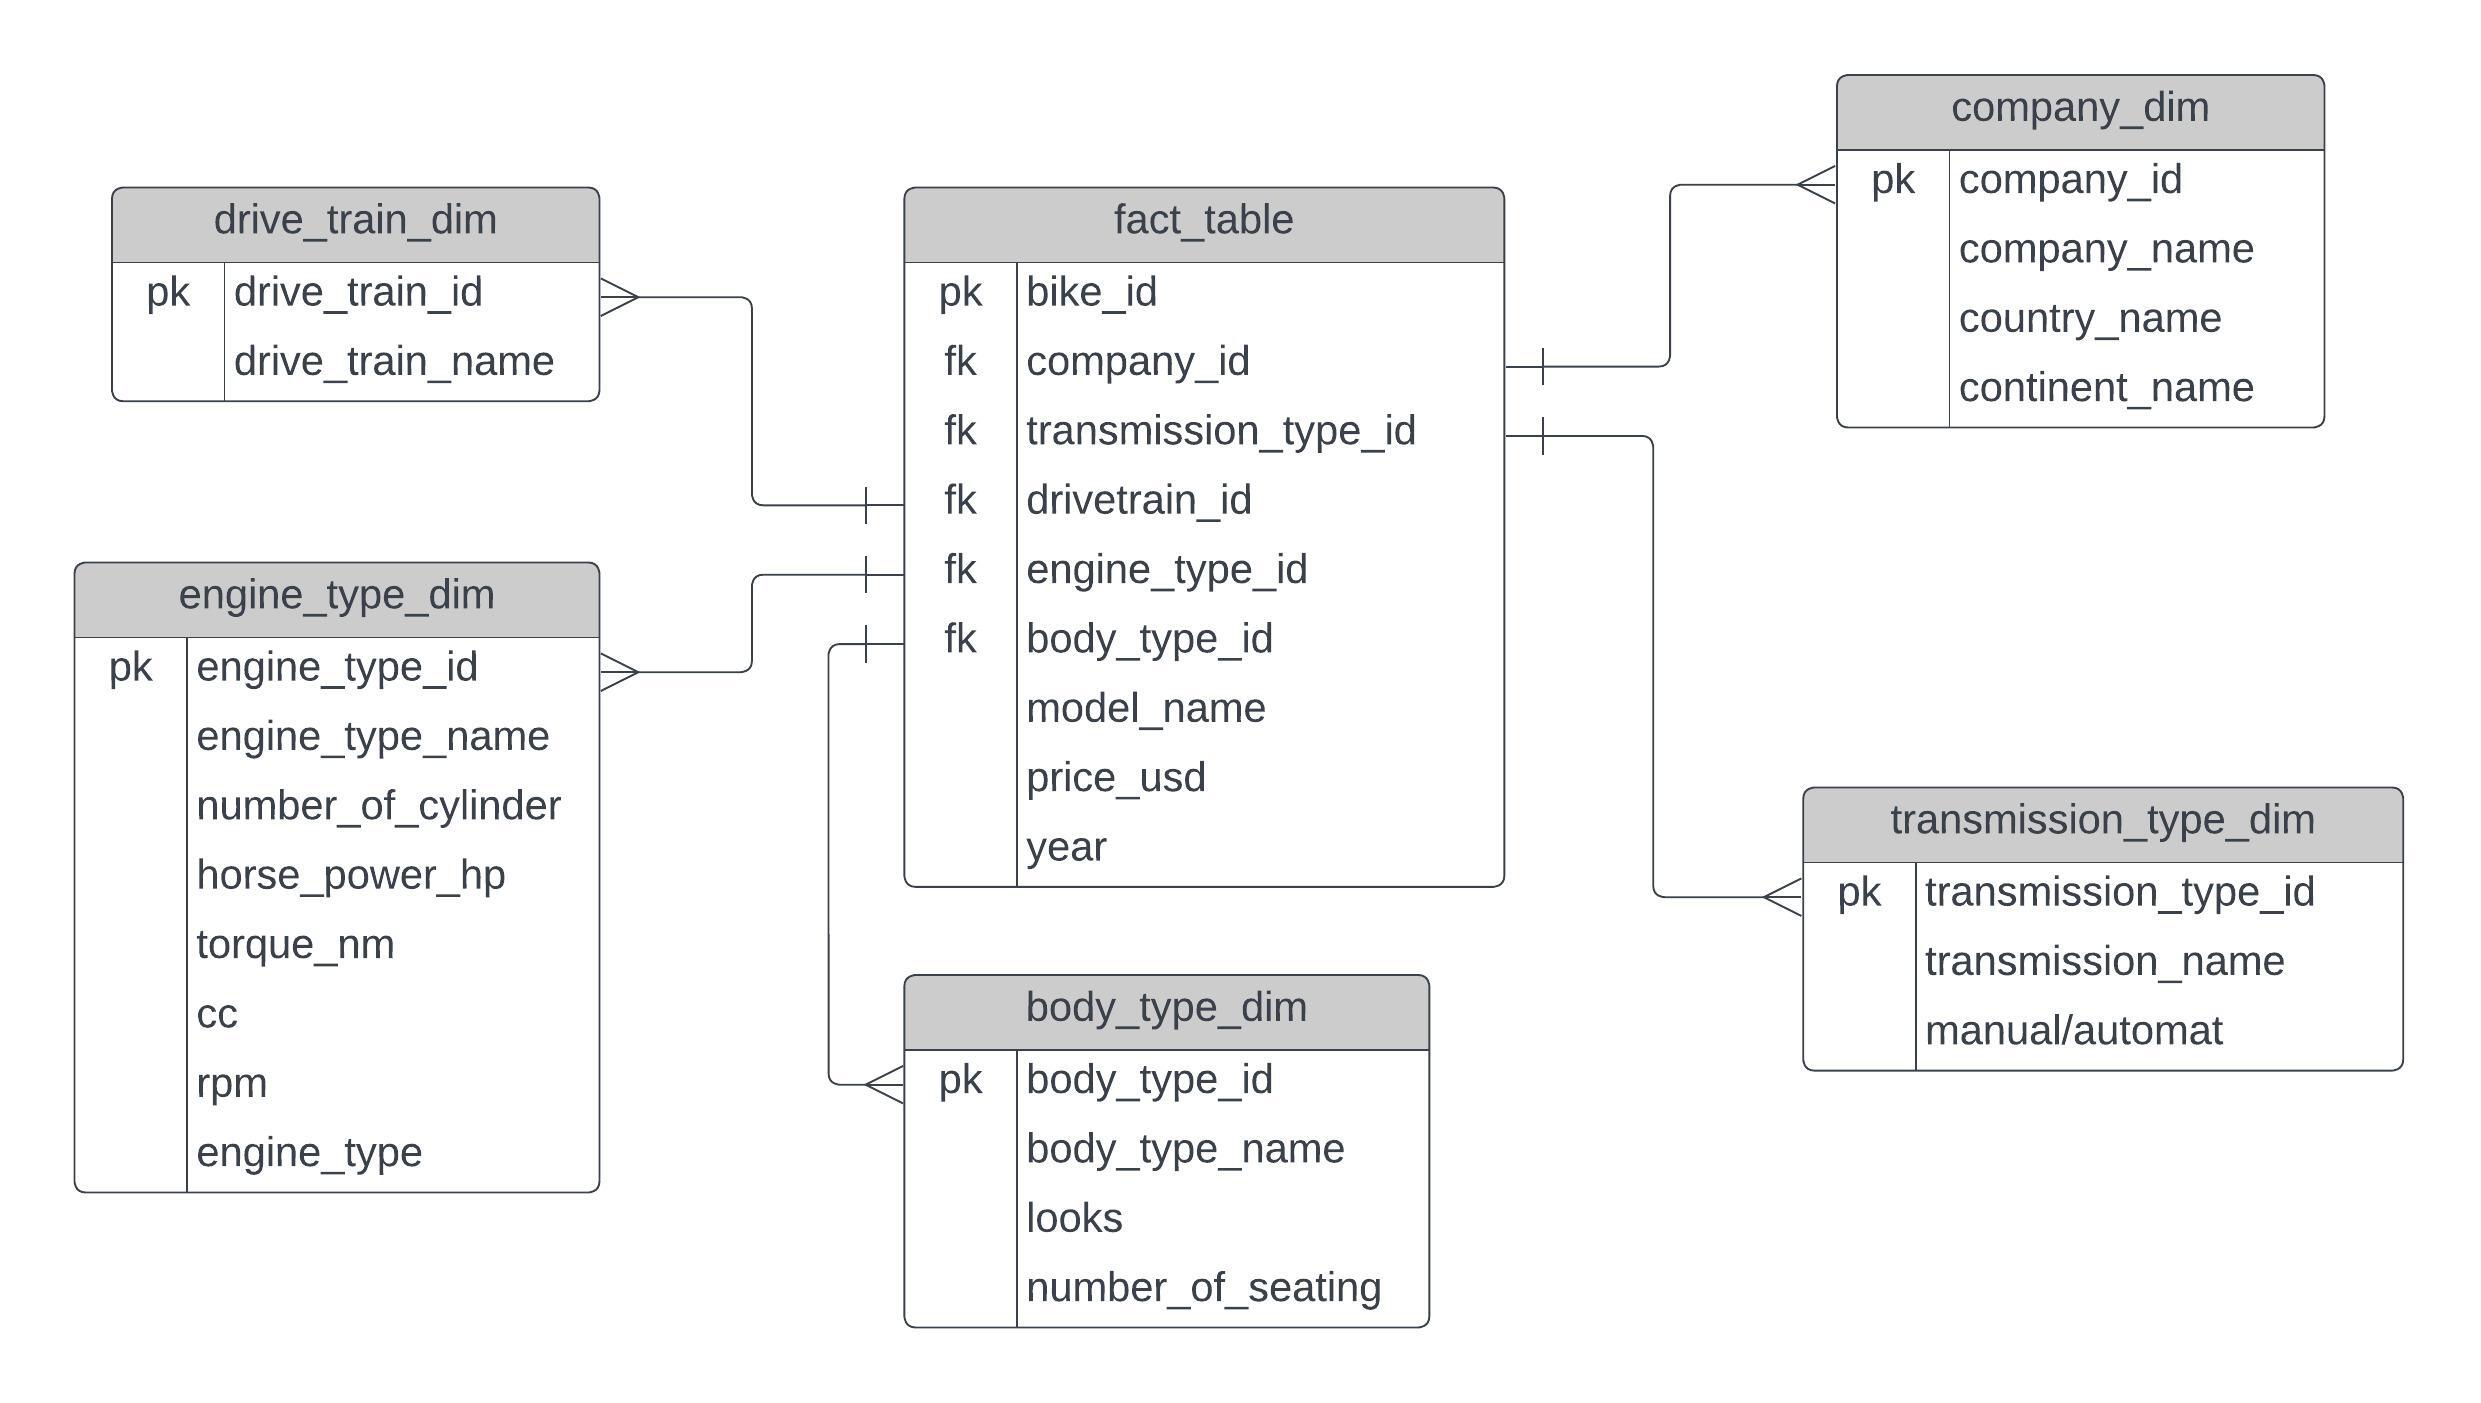 company_dim
pk company_id
company_name
country_name
continent_name
drive_train_dim
pk drive_train_id
drive_train_name
fact_table
pk bike_id
fk company_id
fk transmission_type_id
fk drivetrain_id
fk engine_type_id
fk body_type_id
model_name
price_usd
year
engine_type_dim
pk engine_type_id
engine_type_name
number_of_cylinder
horse_power_hp
torque_nm
cc
rpm
engine_type
transmission_type_dim
pk transmission_type_id
transmission_name
manual/automat
body_type_dim
pk body_type_id
body_type_name
looks
number_of_seating